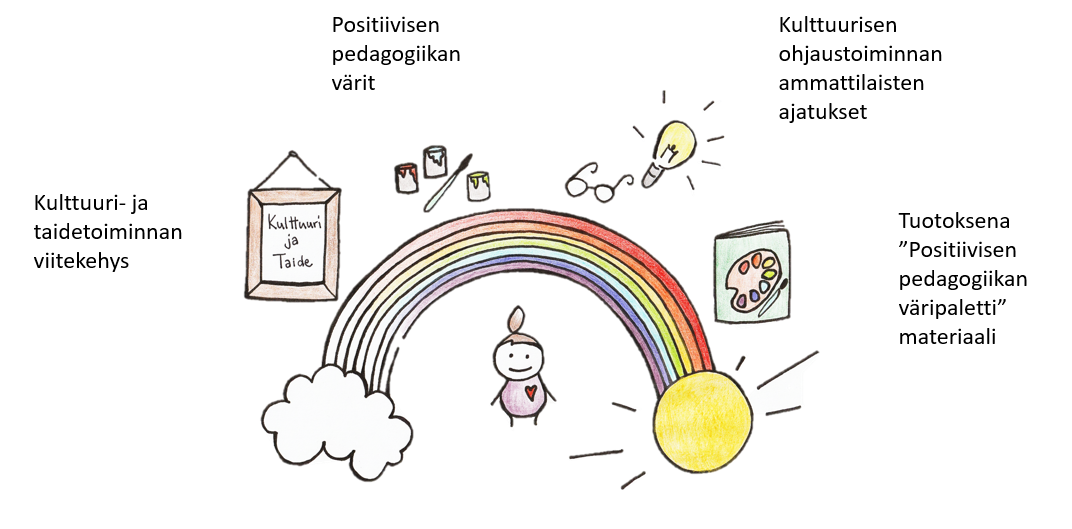 Positiivisen
pedagogiikan
värit
Kulttuurisen
ohjaustoiminnan
ammattilaisten
ajatukset
Kulttuuri- ja
taidetoiminnan
viitekehys
Kulttuuri
ja
Taide
Tuotoksena
”Positiivisen
pedagogiikan
väripaletti”
materiaali